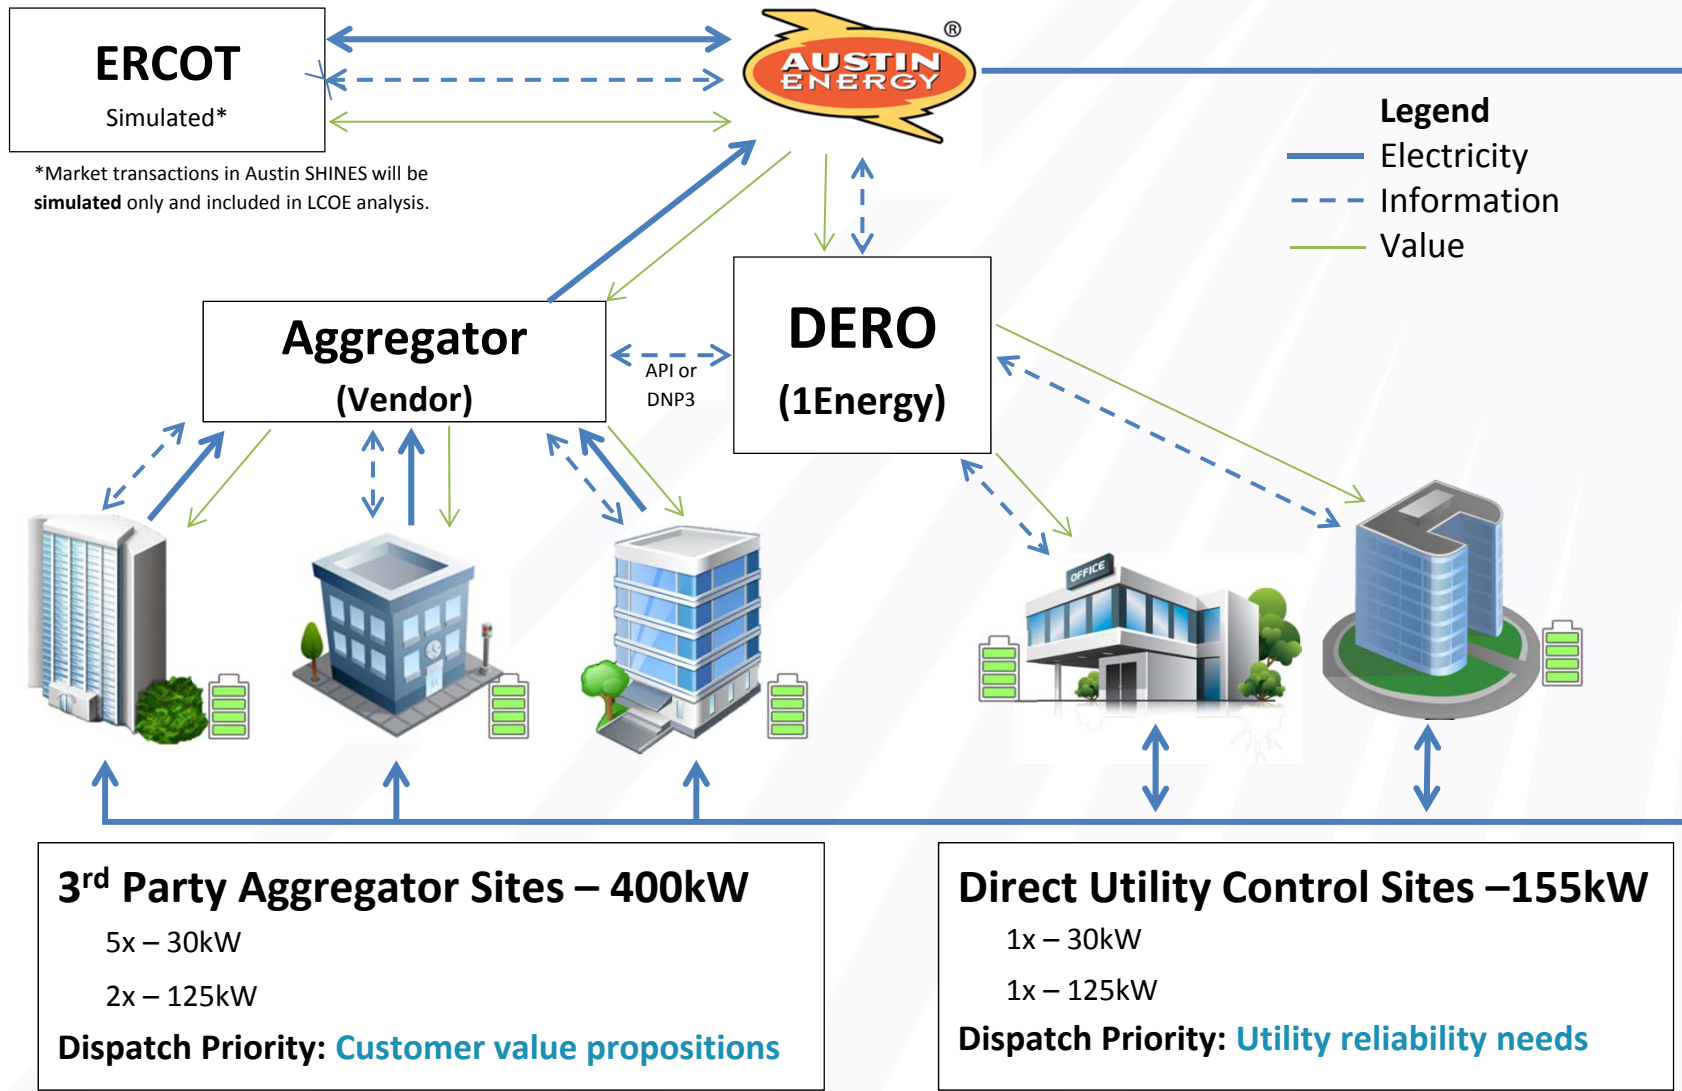 ERCOT
Simulated*
*Market transactions in Austin SHINES will be
simulated only and included in LCOE analysis.
AUSTIN
ENERGY
®
Legend
Electricity
Information
Value
Aggregator
(Vendor)
API or
DNP3
DERO
(1Energy)
OFFICE
3rd Party Aggregator Sites – 400kW
5x – 30kW
2x – 125kW
Dispatch Priority: Customer value propositions
Direct Utility Control Sites –155kW
1x – 30kW
1x – 125kW
Dispatch Priority: Utility reliability needs